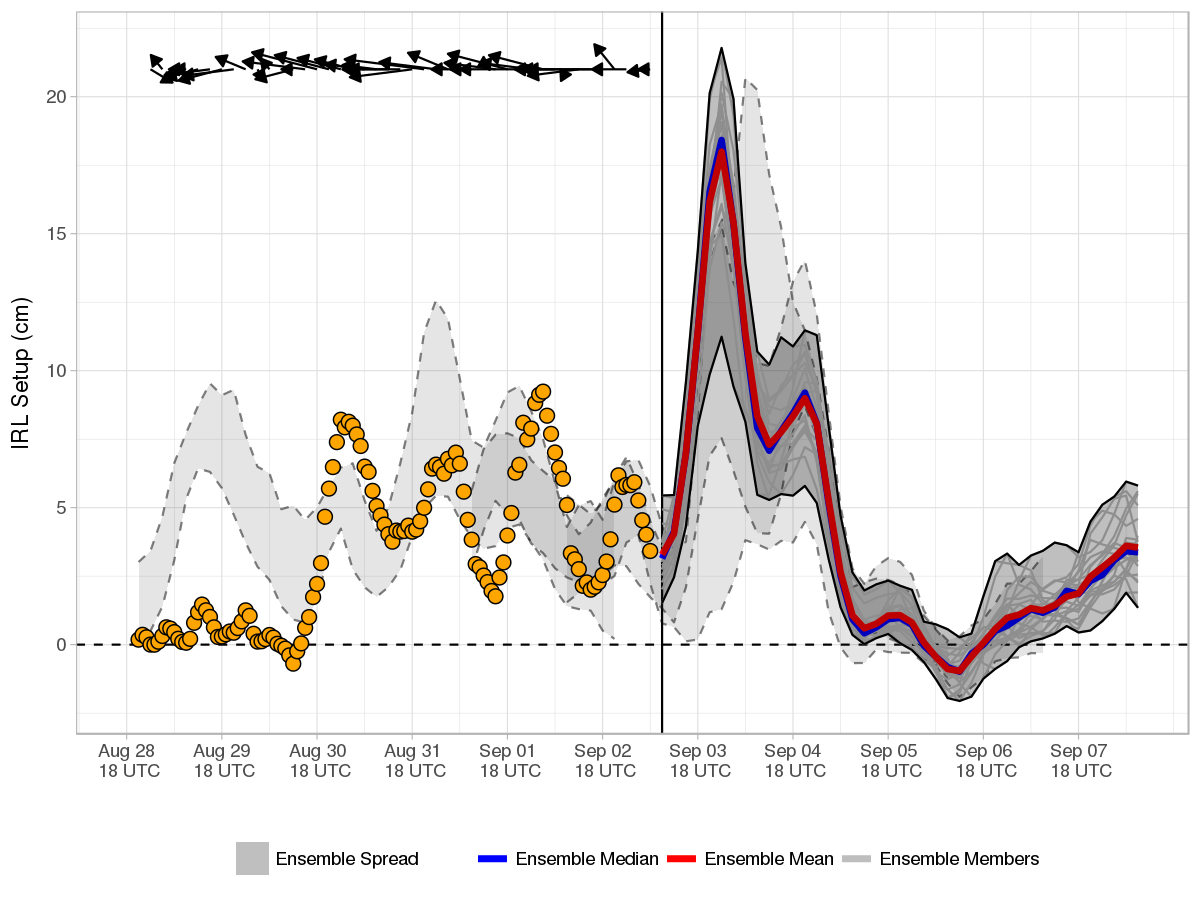 IRL Setup (cm)
20
15
10
5
0
Aug 28 18 UTC
Aug 29 18 UTC
Aug 30 18 UTC
Aug 31 18 UTC
Sep 01 18 UTC
Sep 02 18 UTC
Sep 03 18 UTC
Sep 04 18 UTC
Sep 05 18 UTC
Sep 06 18 UTC
Sep 07 18 UTC
Ensemble Spread
Ensemble Median
Ensemble Mean
Ensemble Members